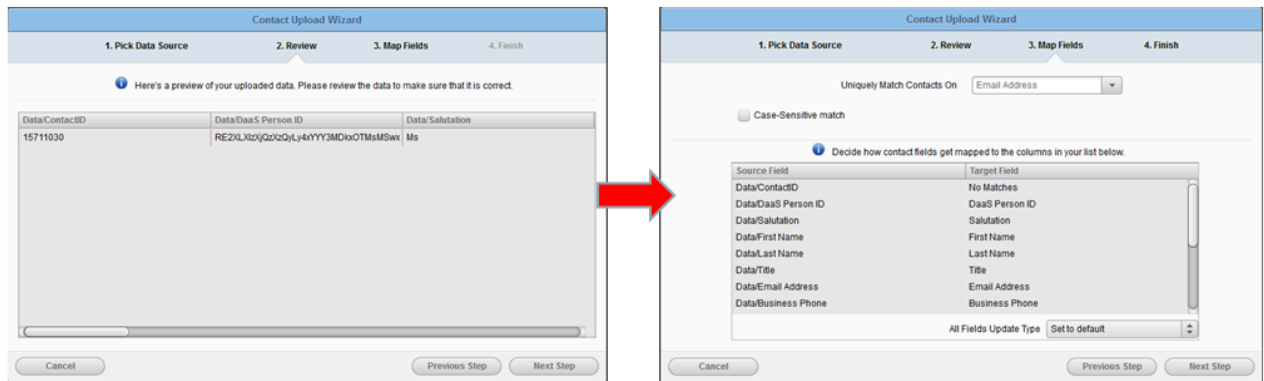 Contact Upload Wizard
1. Pick Data Source 2. Review 3. Map Fields 4. Finish
Here's a preview of your uploaded data. Please review the data to make sure that it is correct.
Data/ContactID Data/DaaS Person ID Data/Salutation
15711030 Ms
Cancel Previous Step Next Step
Contact Upload Wizard
1. Pick Data Source 2. Review 3. Map Fields 4. Finish
Uniquely Match Contacts On Email Address
Case-Sensitive match
Decide how contact fields get mapped to the columns in your list below.
Source Field Target Field
Data/ContactID No Matches
Data/DaaS Person ID DaaS Person ID
Data/Salutation Salutation
Data/First Name First Name
Data/Last Name Last Name
Data/Title Title
Data/Email Address Email Address
Data/Business Phone Business Phone
All Fields Update Type Set to default
Cancel Previous Step Next Step